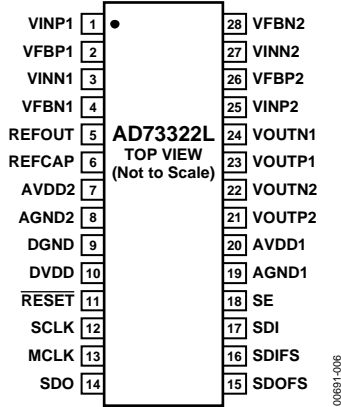 VINP1 1 28 VFBN2
VFBP1 2 27 VINN2
VINN1 3 26 VFBP2
VFBN1 4 25 VINP2
REFOUT 5 AD73322L 24 VOUTN1
REFCAP 6 TOP VIEW 23 VOUTP1
(Not to Scale)
AVDD2 7 22 VOUTN2
AGND2 8 21 VOUTP2
DGND 9 20 AVDD1
DVDD 10 19 AGND1
RESET 11 18 SE
SCLK 12 17 SDI
MCLK 13 16 SDIFS
SDO 14 15 SDOFS
00691-006